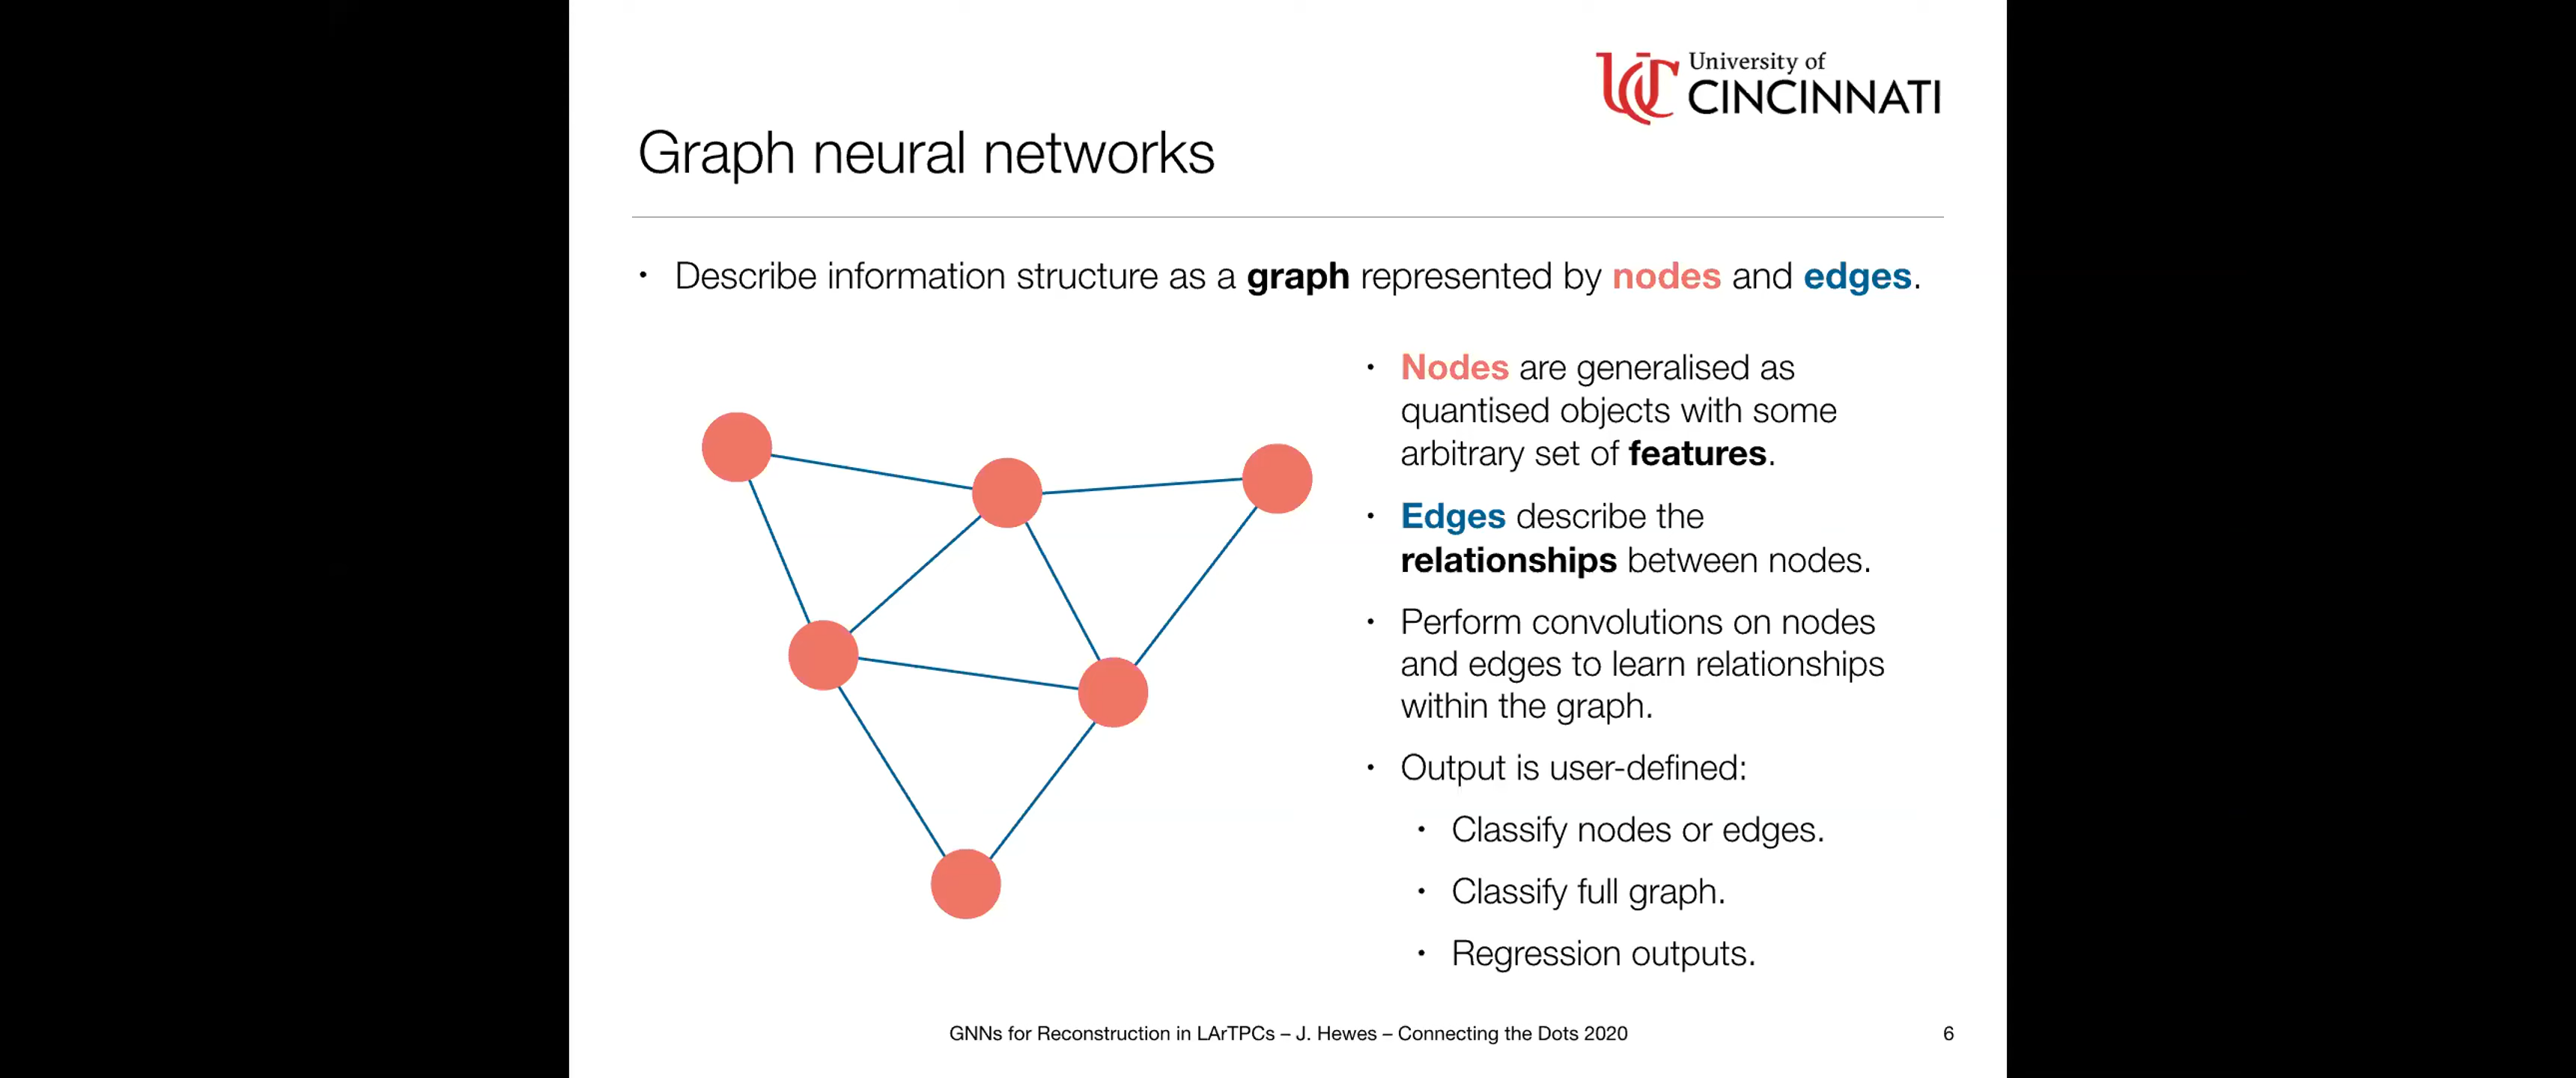 University of
CINCINNATI
Graph neural networks
• Describe information structure as a graph represented by nodes and edges.
• Nodes are generalised as
quantised objects with some
arbitrary set of features.
• Edges describe the
relationships between nodes.
• Perform convolutions on nodes
and edges to learn relationships
within the graph.
• Output is user-defined:
• Classify nodes or edges.
• Classify full graph.
• Regression outputs.
GNNs for Reconstruction in LArTPCs – J. Hewes – Connecting the Dots 2020
6